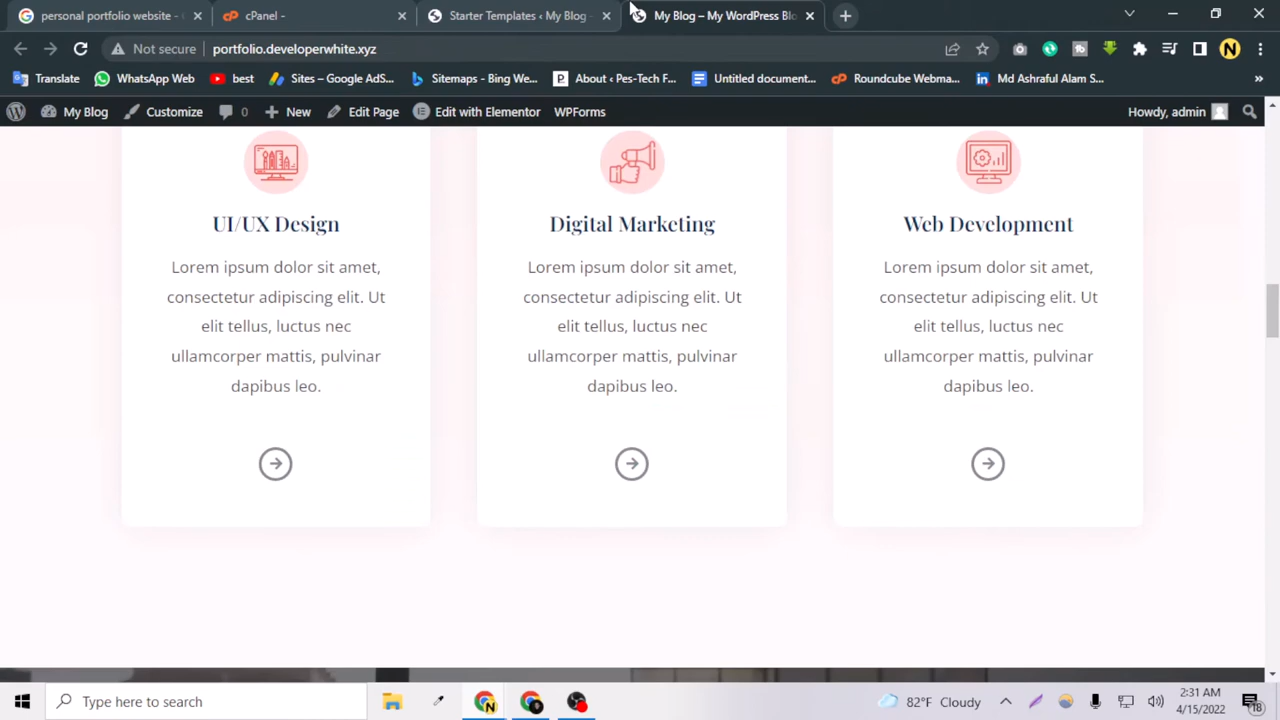 personal portfolio website -
cPanel -
Starter Templates ‹ My Blog -
My Blog – My WordPress Blo
Not secure
portfolio.developerwhite.xyz
N
Translate
WhatsApp Web
best
Sites – Google AdS...
Sitemaps - Bing We...
About ‹ Pes-Tech F...
Untitled document...
Roundcube Webma...
Md Ashraful Alam S...
»
My Blog
Customize
0
New
Edit Page
Edit with Elementor
WPForms
Howdy, admin
UI/UX Design
Lorem ipsum dolor sit amet,
consectetur adipiscing elit. Ut
elit tellus, luctus nec
ullamcorper mattis, pulvinar
dapibus leo.
Digital Marketing
Lorem ipsum dolor sit amet,
consectetur adipiscing elit. Ut
elit tellus, luctus nec
ullamcorper mattis, pulvinar
dapibus leo.
Web Development
Lorem ipsum dolor sit amet,
consectetur adipiscing elit. Ut
elit tellus, luctus nec
ullamcorper mattis, pulvinar
dapibus leo.
Type here to search
N
82°F Cloudy
2:31 AM
4/15/2022
18